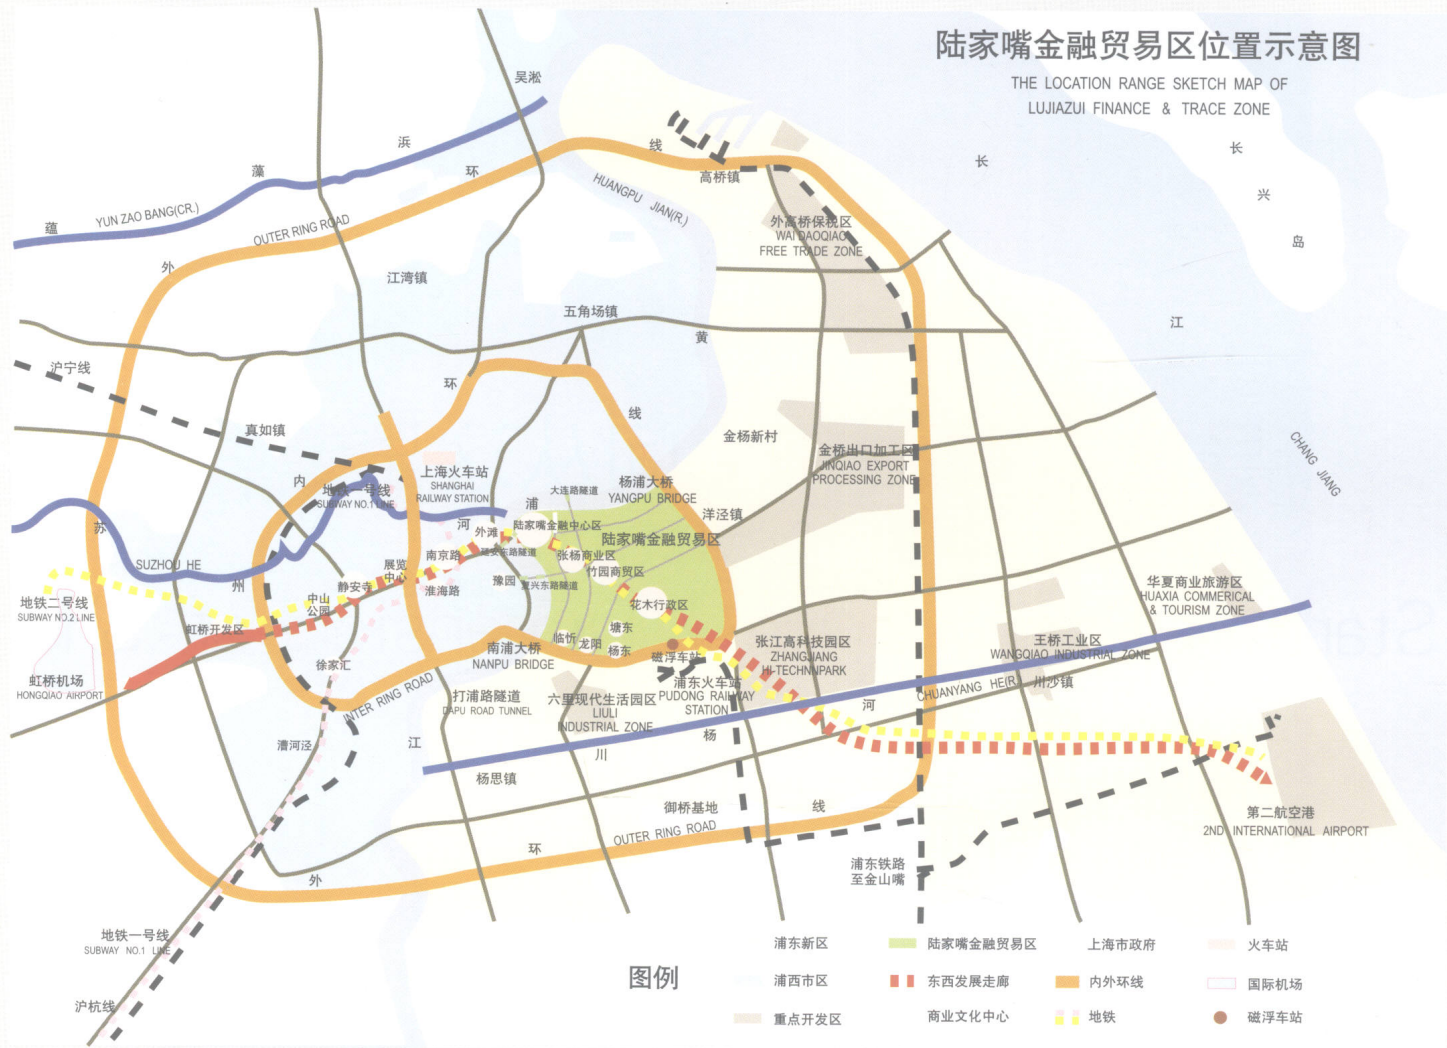 陆家嘴金融贸易区位置示意图
THE LOCATION RANGE SKETCH MAP OF
LUJIAZUI FINANCE & TRACE ZONE
吴淞
浜
藻
蕴
YUN ZAO BANG(CR.)
线
环
外
OUTER RING ROAD
HUANGPU JIAN(R.)
高桥镇
长
长
兴
岛
江
CHANG JIANG
外高桥保税区
WAI DAOQIAO
FREE TRADE ZONE
江湾镇
五角场镇
黄
沪宁线
真如镇
环
线
内
金杨新村
金桥出口加工区
JINQIAO EXPORT
PROCESSING ZONE
上海火车站
SHANGHAI
RAILWAY STATION
地铁一号线
SUBWAY NO.1 LINE
杨浦大桥
YANGPU BRIDGE
大连路隧道
浦
洋泾镇
苏
河
外滩
陆家嘴金融中心区
陆家嘴金融贸易区
延安东路隧道
张杨商业区
南京路
SUZHOU HE
州
展览
中心
竹园商贸区
豫园
复兴东路隧道
静安寺
淮海路
中山
公园
花木行政区
地铁二号线
SUBWAY NO.2 LINE
虹桥开发区
塘东
临忻
龙阳
杨东
磁浮车站
华夏商业旅游区
HUAXIA COMMERICAL
& TOURISM ZONE
王桥工业区
WANGQIAO INDUSTRIAL ZONE
张江高科技园区
ZHANGJIANG
HI-TECHNNPARK
南浦大桥
NANPU BRIDGE
徐家汇
虹桥机场
HONGQIAO AIRPORT
INTER RING ROAD
打浦路隧道
DAPU ROAD TUNNEL
六里现代生活园区
LIULI
INDUSTRIAL ZONE
浦东火车站
PUDONG RAILWAY
STATION
CHUANYANG HE(R.)
川沙镇
河
杨
川
漕河泾
江
杨思镇
御桥基地
线
OUTER RING ROAD
环
外
第二航空港
2ND INTERNATIONAL AIRPORT
浦东铁路
至金山嘴
地铁一号线
SUBWAY NO.1 LINE
沪杭线
图例
浦东新区
陆家嘴金融贸易区
上海市政府
火车站
浦西市区
东西发展走廊
内外环线
国际机场
重点开发区
商业文化中心
地铁
磁浮车站